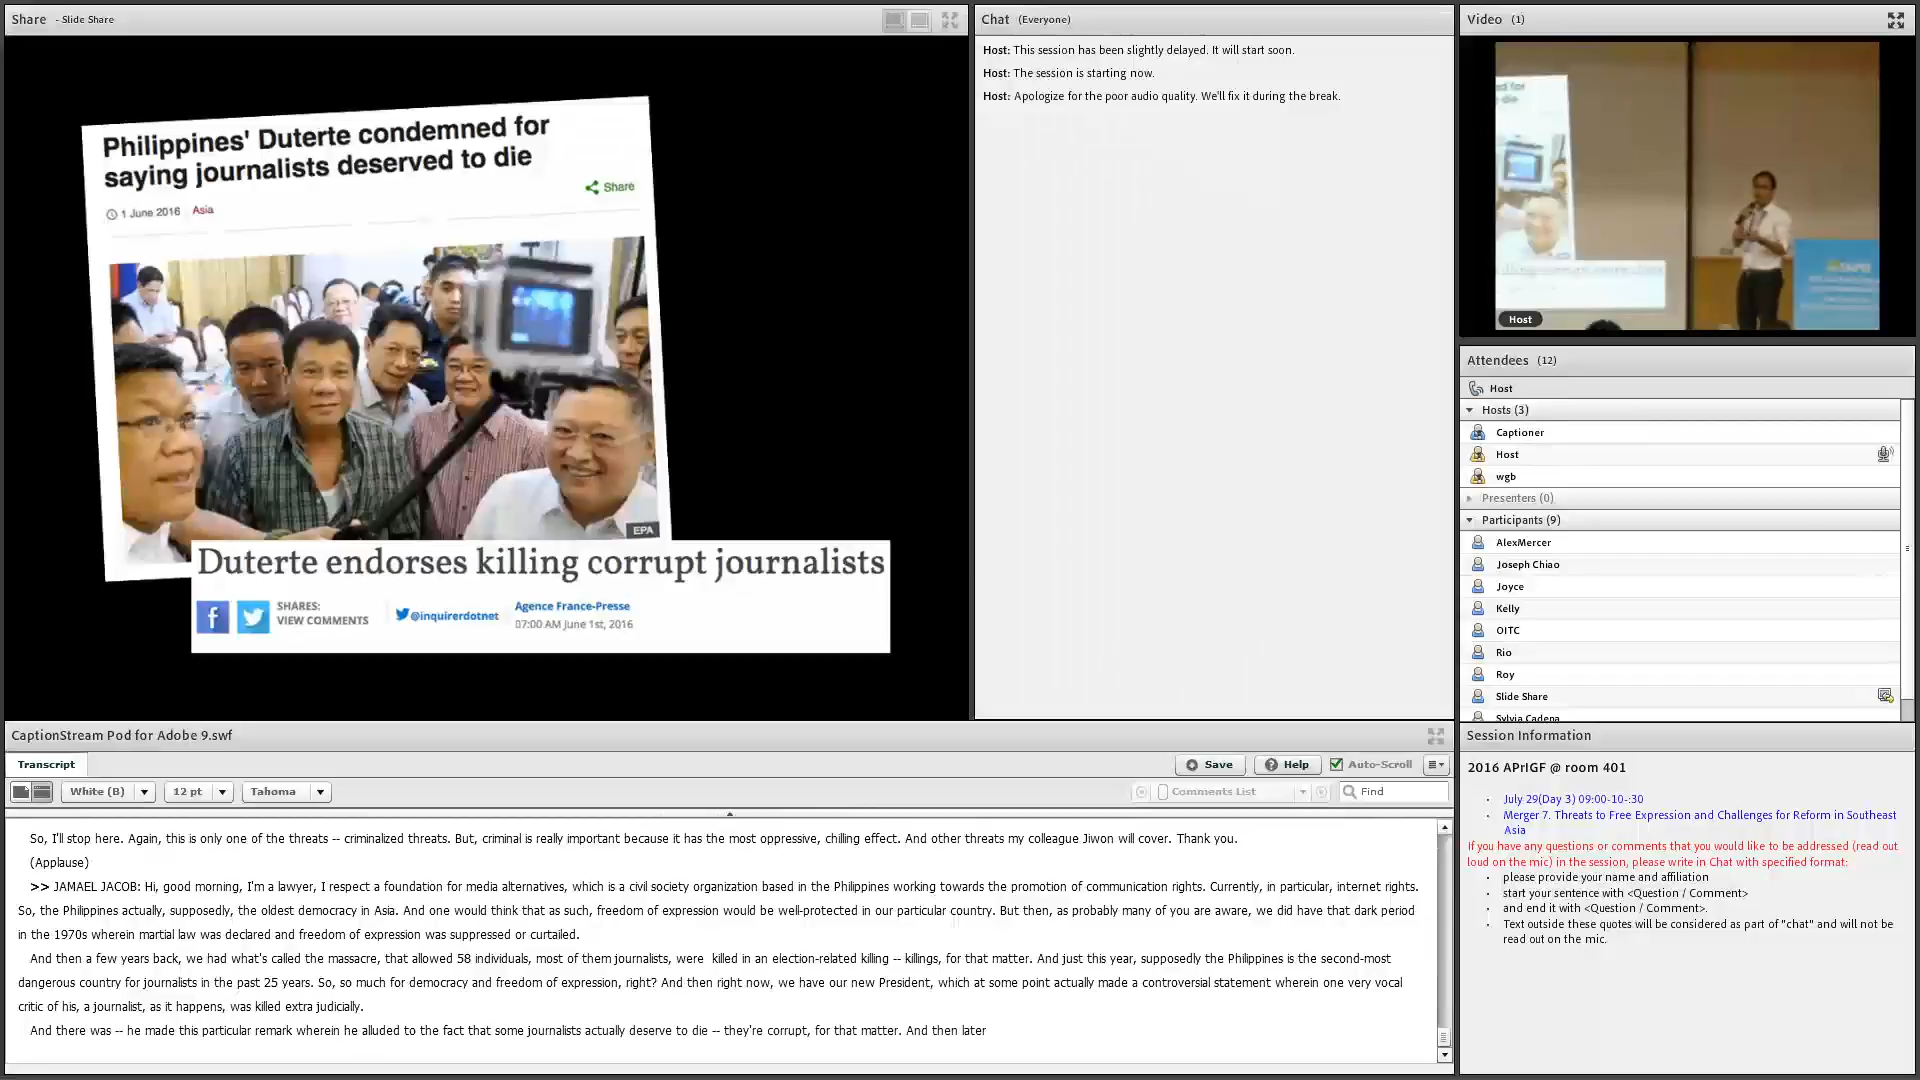 Share - Slide Share
Philippines' Duterte condemned for
saying journalists deserved to die
Share
1 June 2016 Asia
EPA
Duterte endorses killing corrupt journalists
f
SHARES:
VIEW COMMENTS
@inquirerdotnet
Agence France-Presse
07:00 AM June 1st, 2016
Chat (Everyone)
Host: This session has been slightly delayed. It will start soon.
Host: The session is starting now.
Host: Apologize for the poor audio quality. We'll fix it during the break.
Video (1)
Host
Attendees (12)
Host
Hosts (3)
Captioner
Host
wgb
Presenters (0)
Participants (9)
AlexMercer
Joseph Chiao
Joyce
Kelly
OITC
Rio
Roy
Slide Share
Sylvia Cadena
CaptionStream Pod for Adobe 9.swf
Transcript
Save
Help
Auto-Scroll
White (B)
12 pt
Tahoma
Comments List
Find
So, I'll stop here. Again, this is only one of the threats -- criminalized threats. But, criminal is really important because it has the most oppressive, chilling effect. And other threats my colleague Jiwon will cover. Thank you.
(Applause)
>> JAMAEL JACOB: Hi, good morning, I'm a lawyer, I respect a foundation for media alternatives, which is a civil society organization based in the Philippines working towards the promotion of communication rights. Currently, in particular, internet rights.
So, the Philippines actually, supposedly, the oldest democracy in Asia. And one would think that as such, freedom of expression would be well-protected in our particular country. But then, as probably many of you are aware, we did have that dark period
in the 1970s wherein martial law was declared and freedom of expression was suppressed or curtailed.
And then a few years back, we had what's called the massacre, that allowed 58 individuals, most of them journalists, were killed in an election-related killing -- killings, for that matter. And just this year, supposedly the Philippines is the second-most
dangerous country for journalists in the past 25 years. So, so much for democracy and freedom of expression, right? And then right now, we have our new President, which at some point actually made a controversial statement wherein one very vocal
critic of his, a journalist, as it happens, was killed extra judicially.
And there was -- he made this particular remark wherein he alluded to the fact that some journalists actually deserve to die -- they're corrupt, for that matter. And then later
Session Information
2016 APrIGF @ room 401
July 29(Day 3) 09:00-10-:30
Merger 7. Threats to Free Expression and Challenges for Reform in Southeast
Asia
If you have any questions or comments that you would like to be addressed (read out
loud on the mic) in the session, please write in Chat with specified format:
please provide your name and affiliation
start your sentence with <Question / Comment>
and end it with <Question / Comment>.
Text outside these quotes will be considered as part of "chat" and will not be
read out on the mic.